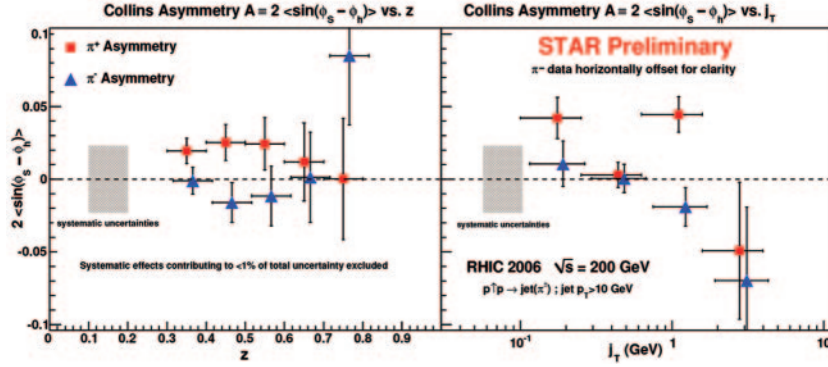 Collins Asymmetry A = 2 <sin(ϕS – ϕh)> vs. z
Collins Asymmetry A = 2 <sin(ϕS – ϕh)> vs. jT
2 <sin(ϕS – ϕh)>
0.1
0.05
0
-0.05
-0.1
π+ Asymmetry
π- Asymmetry
systematic uncertainties
Systematic effects contributing to <1% of total uncertainty excluded
0 0.1 0.2 0.3 0.4 0.5 0.6 0.7 0.8 0.9
z
STAR Preliminary
π– data horizontally offset for clarity
systematic uncertainties
RHIC 2006 √s = 200 GeV
p↑p → jet(π±) ; jet pT>10 GeV
10-1 1 10
jT (GeV)